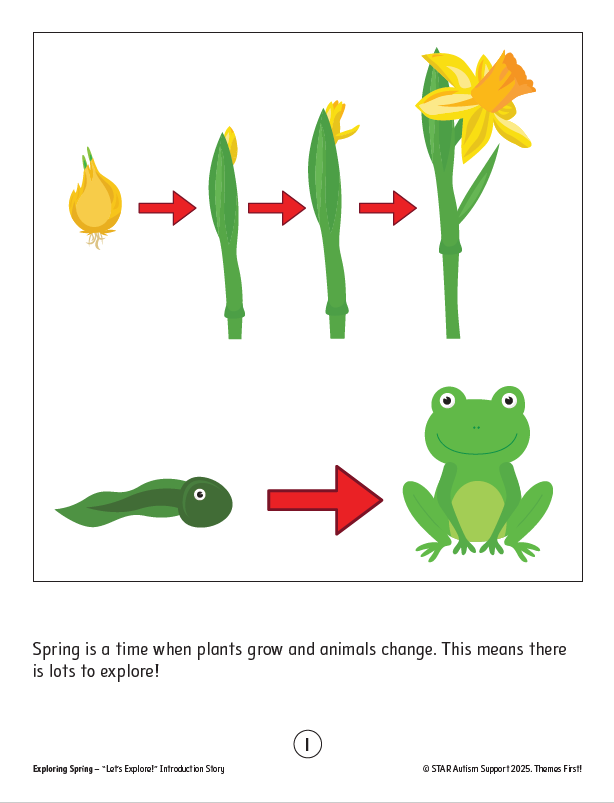 Spring is a time when plants grow and animals change. This means there
is lots to explore!
1
Exploring Spring – “Let’s Explore!” Introduction Story
© STAR Autism Support 2025. Themes First!